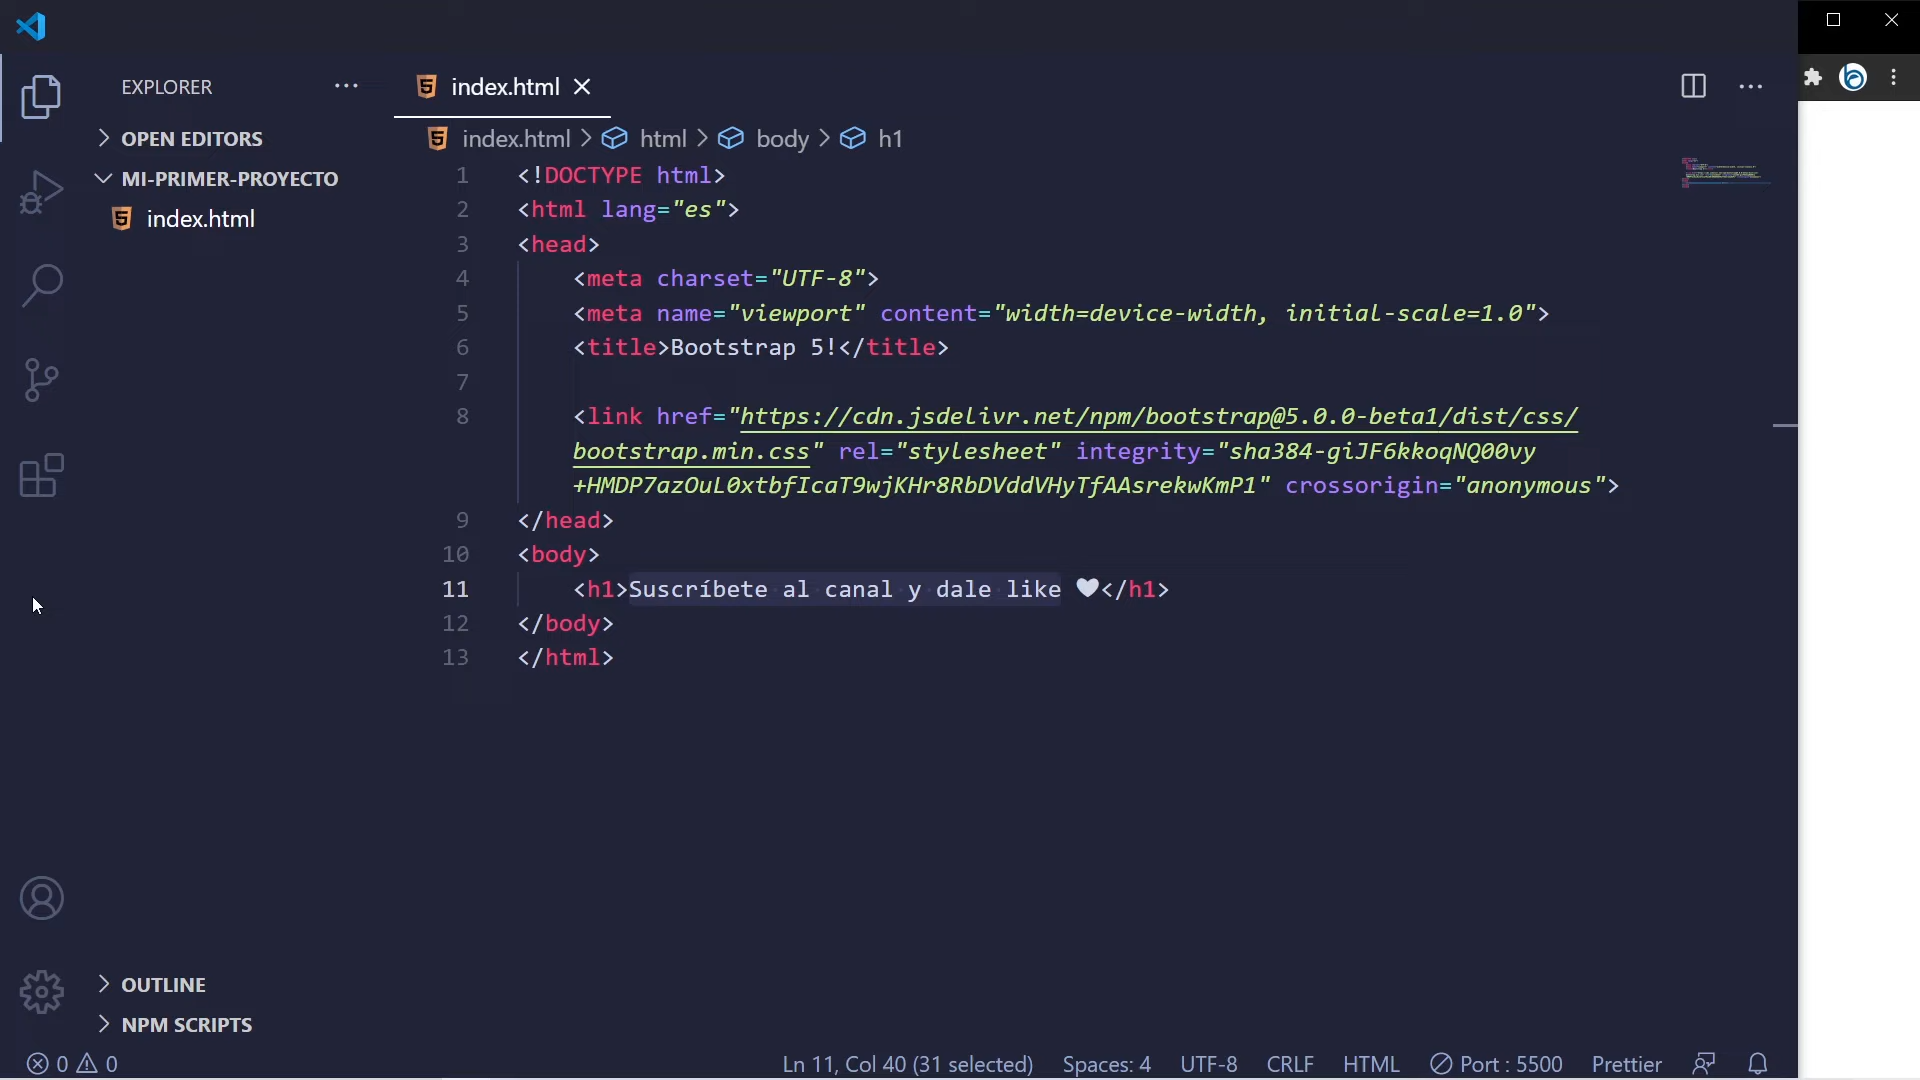 EXPLORER
OPEN EDITORS
MI-PRIMER-PROYECTO
index.html
index.html
index.html > html > body > h1
1 <!DOCTYPE html>
2 <html lang="es">
3 <head>
4 <meta charset="UTF-8">
5 <meta name="viewport" content="width=device-width, initial-scale=1.0">
6 <title>Bootstrap 5!</title>
7
8 <link href="https://cdn.jsdelivr.net/npm/bootstrap@5.0.0-beta1/dist/css/
bootstrap.min.css" rel="stylesheet" integrity="sha384-giJF6kkoqNQ00vy
+HMDP7azOuL0xtbfIcaT9wjKHr8RbDVddVHyTfAAsrekwKmP1" crossorigin="anonymous">
9 </head>
10 <body>
11 <h1>Suscríbete al canal y dale like 🤍</h1>
12 </body>
13 </html>
OUTLINE
NPM SCRIPTS
0 0 Ln 11, Col 40 (31 selected) Spaces: 4 UTF-8 CRLF HTML Port : 5500 Prettier